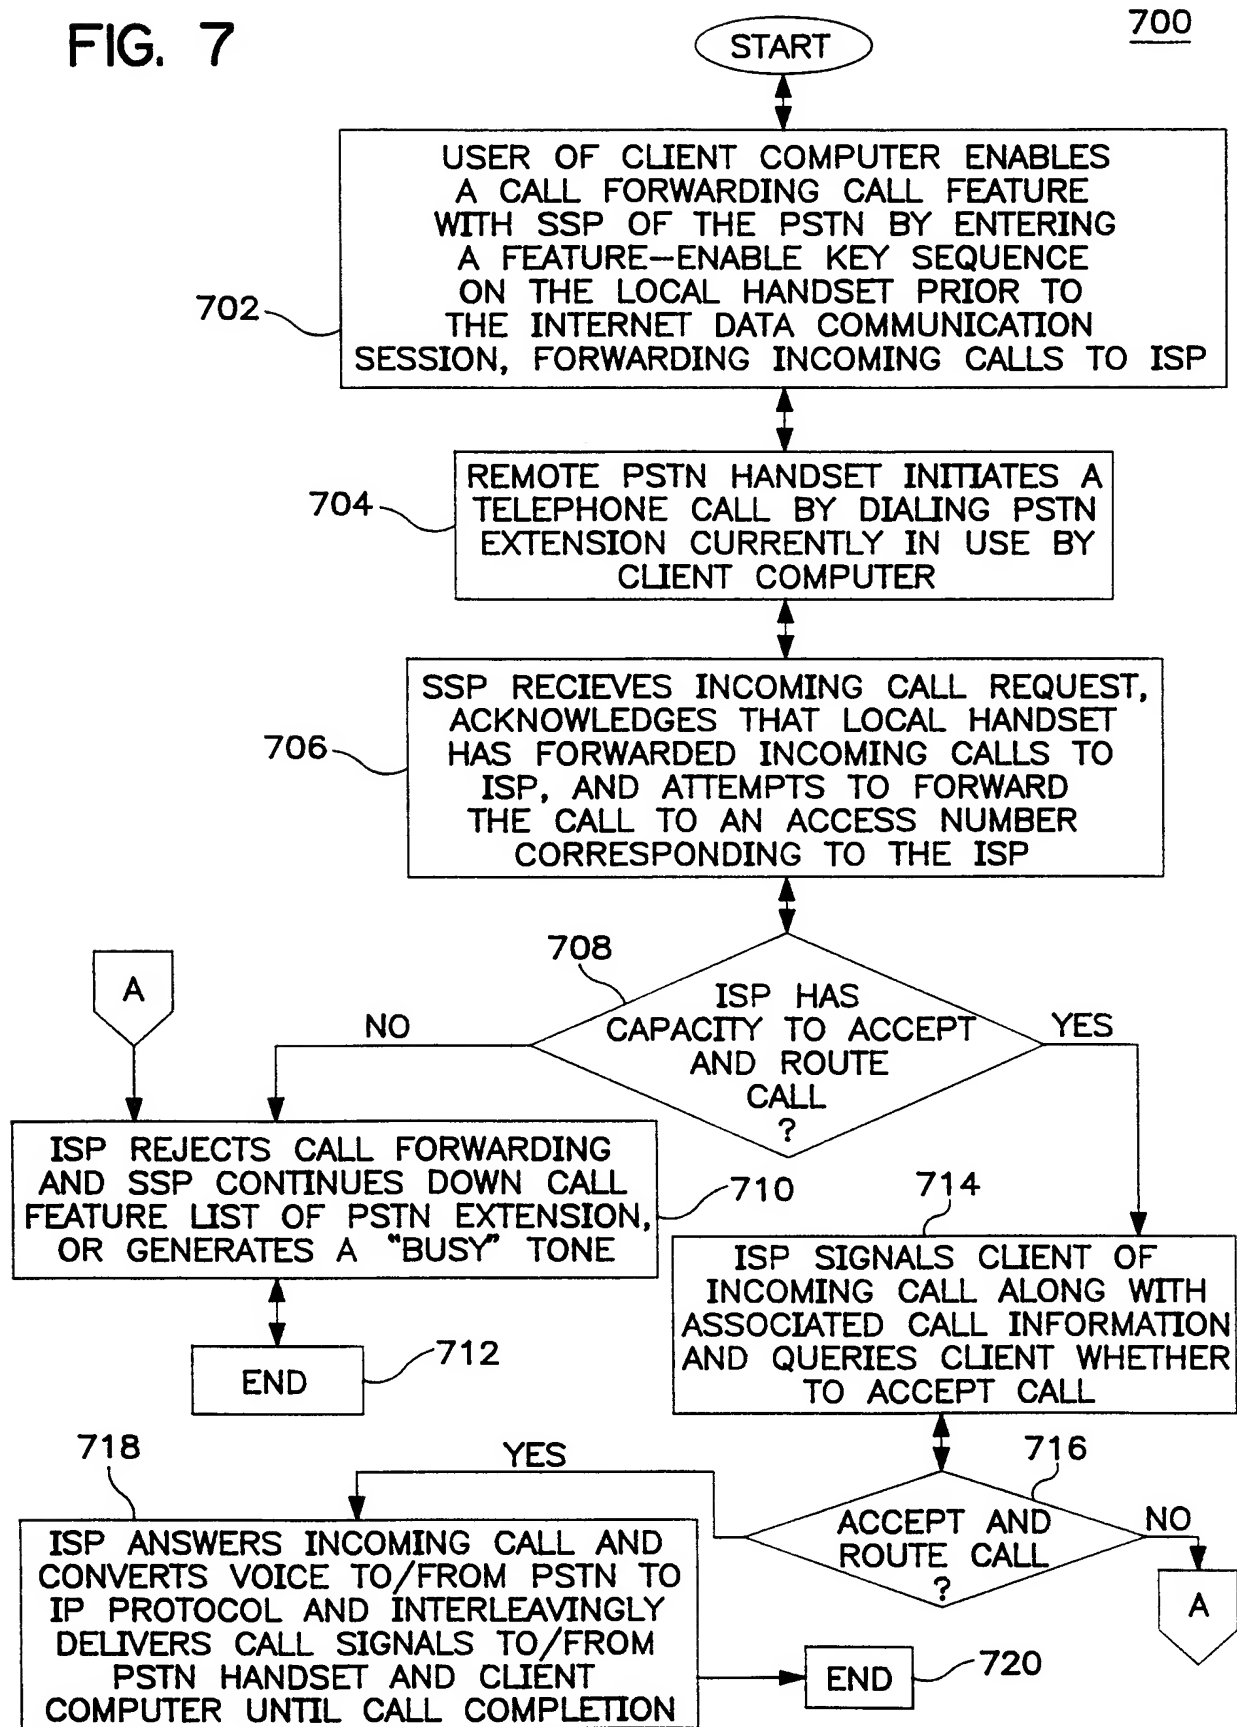 FIG. 7
700
START
USER OF CLIENT COMPUTER ENABLES
A CALL FORWARDING CALL FEATURE
WITH SSP OF THE PSTN BY ENTERING
A FEATURE-ENABLE KEY SEQUENCE
ON THE LOCAL HANDSET PRIOR TO
THE INTERNET DATA COMMUNICATION
SESSION, FORWARDING INCOMING CALLS TO ISP
702
REMOTE PSTN HANDSET INITIATES A
TELEPHONE CALL BY DIALING PSTN
EXTENSION CURRENTLY IN USE BY
CLIENT COMPUTER
704
SSP RECIEVES INCOMING CALL REQUEST,
ACKNOWLEDGES THAT LOCAL HANDSET
HAS FORWARDED INCOMING CALLS TO
ISP, AND ATTEMPTS TO FORWARD
THE CALL TO AN ACCESS NUMBER
CORRESPONDING TO THE ISP
706
708
ISP HAS
CAPACITY TO ACCEPT
AND ROUTE
CALL
?
NO
YES
A
ISP REJECTS CALL FORWARDING
AND SSP CONTINUES DOWN CALL
FEATURE LIST OF PSTN EXTENSION,
OR GENERATES A "BUSY" TONE
710
END
712
714
ISP SIGNALS CLIENT OF
INCOMING CALL ALONG WITH
ASSOCIATED CALL INFORMATION
AND QUERIES CLIENT WHETHER
TO ACCEPT CALL
716
ACCEPT AND
ROUTE CALL
?
YES
NO
A
718
ISP ANSWERS INCOMING CALL AND
CONVERTS VOICE TO/FROM PSTN TO
IP PROTOCOL AND INTERLEAVINGLY
DELIVERS CALL SIGNALS TO/FROM
PSTN HANDSET AND CLIENT
COMPUTER UNTIL CALL COMPLETION
END
720